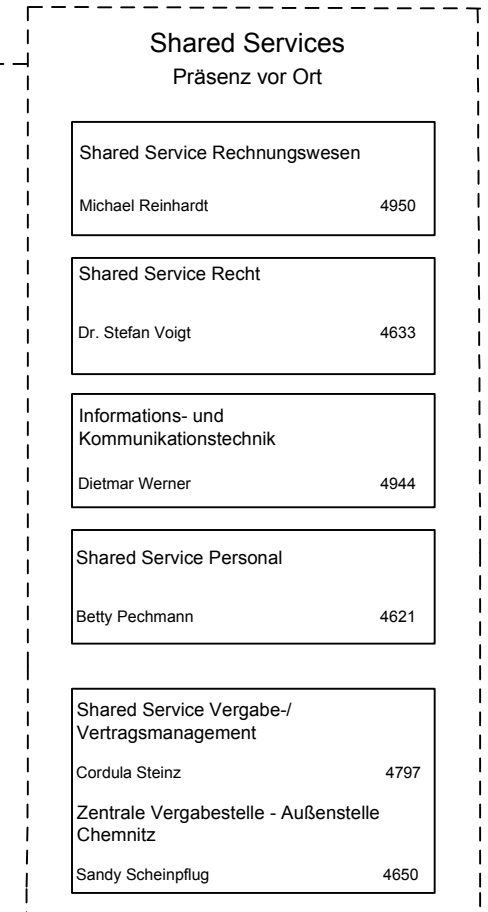 Shared Services
Präsenz vor Ort
Shared Service Rechnungswesen
Michael Reinhardt 4950
Shared Service Recht
Dr. Stefan Voigt 4633
Informations- und
Kommunikationstechnik
Dietmar Werner 4944
Shared Service Personal
Betty Pechmann 4621
Shared Service Vergabe-/
Vertragsmanagement
Cordula Steinz 4797
Zentrale Vergabestelle - Außenstelle
Chemnitz
Sandy Scheinpflug 4650